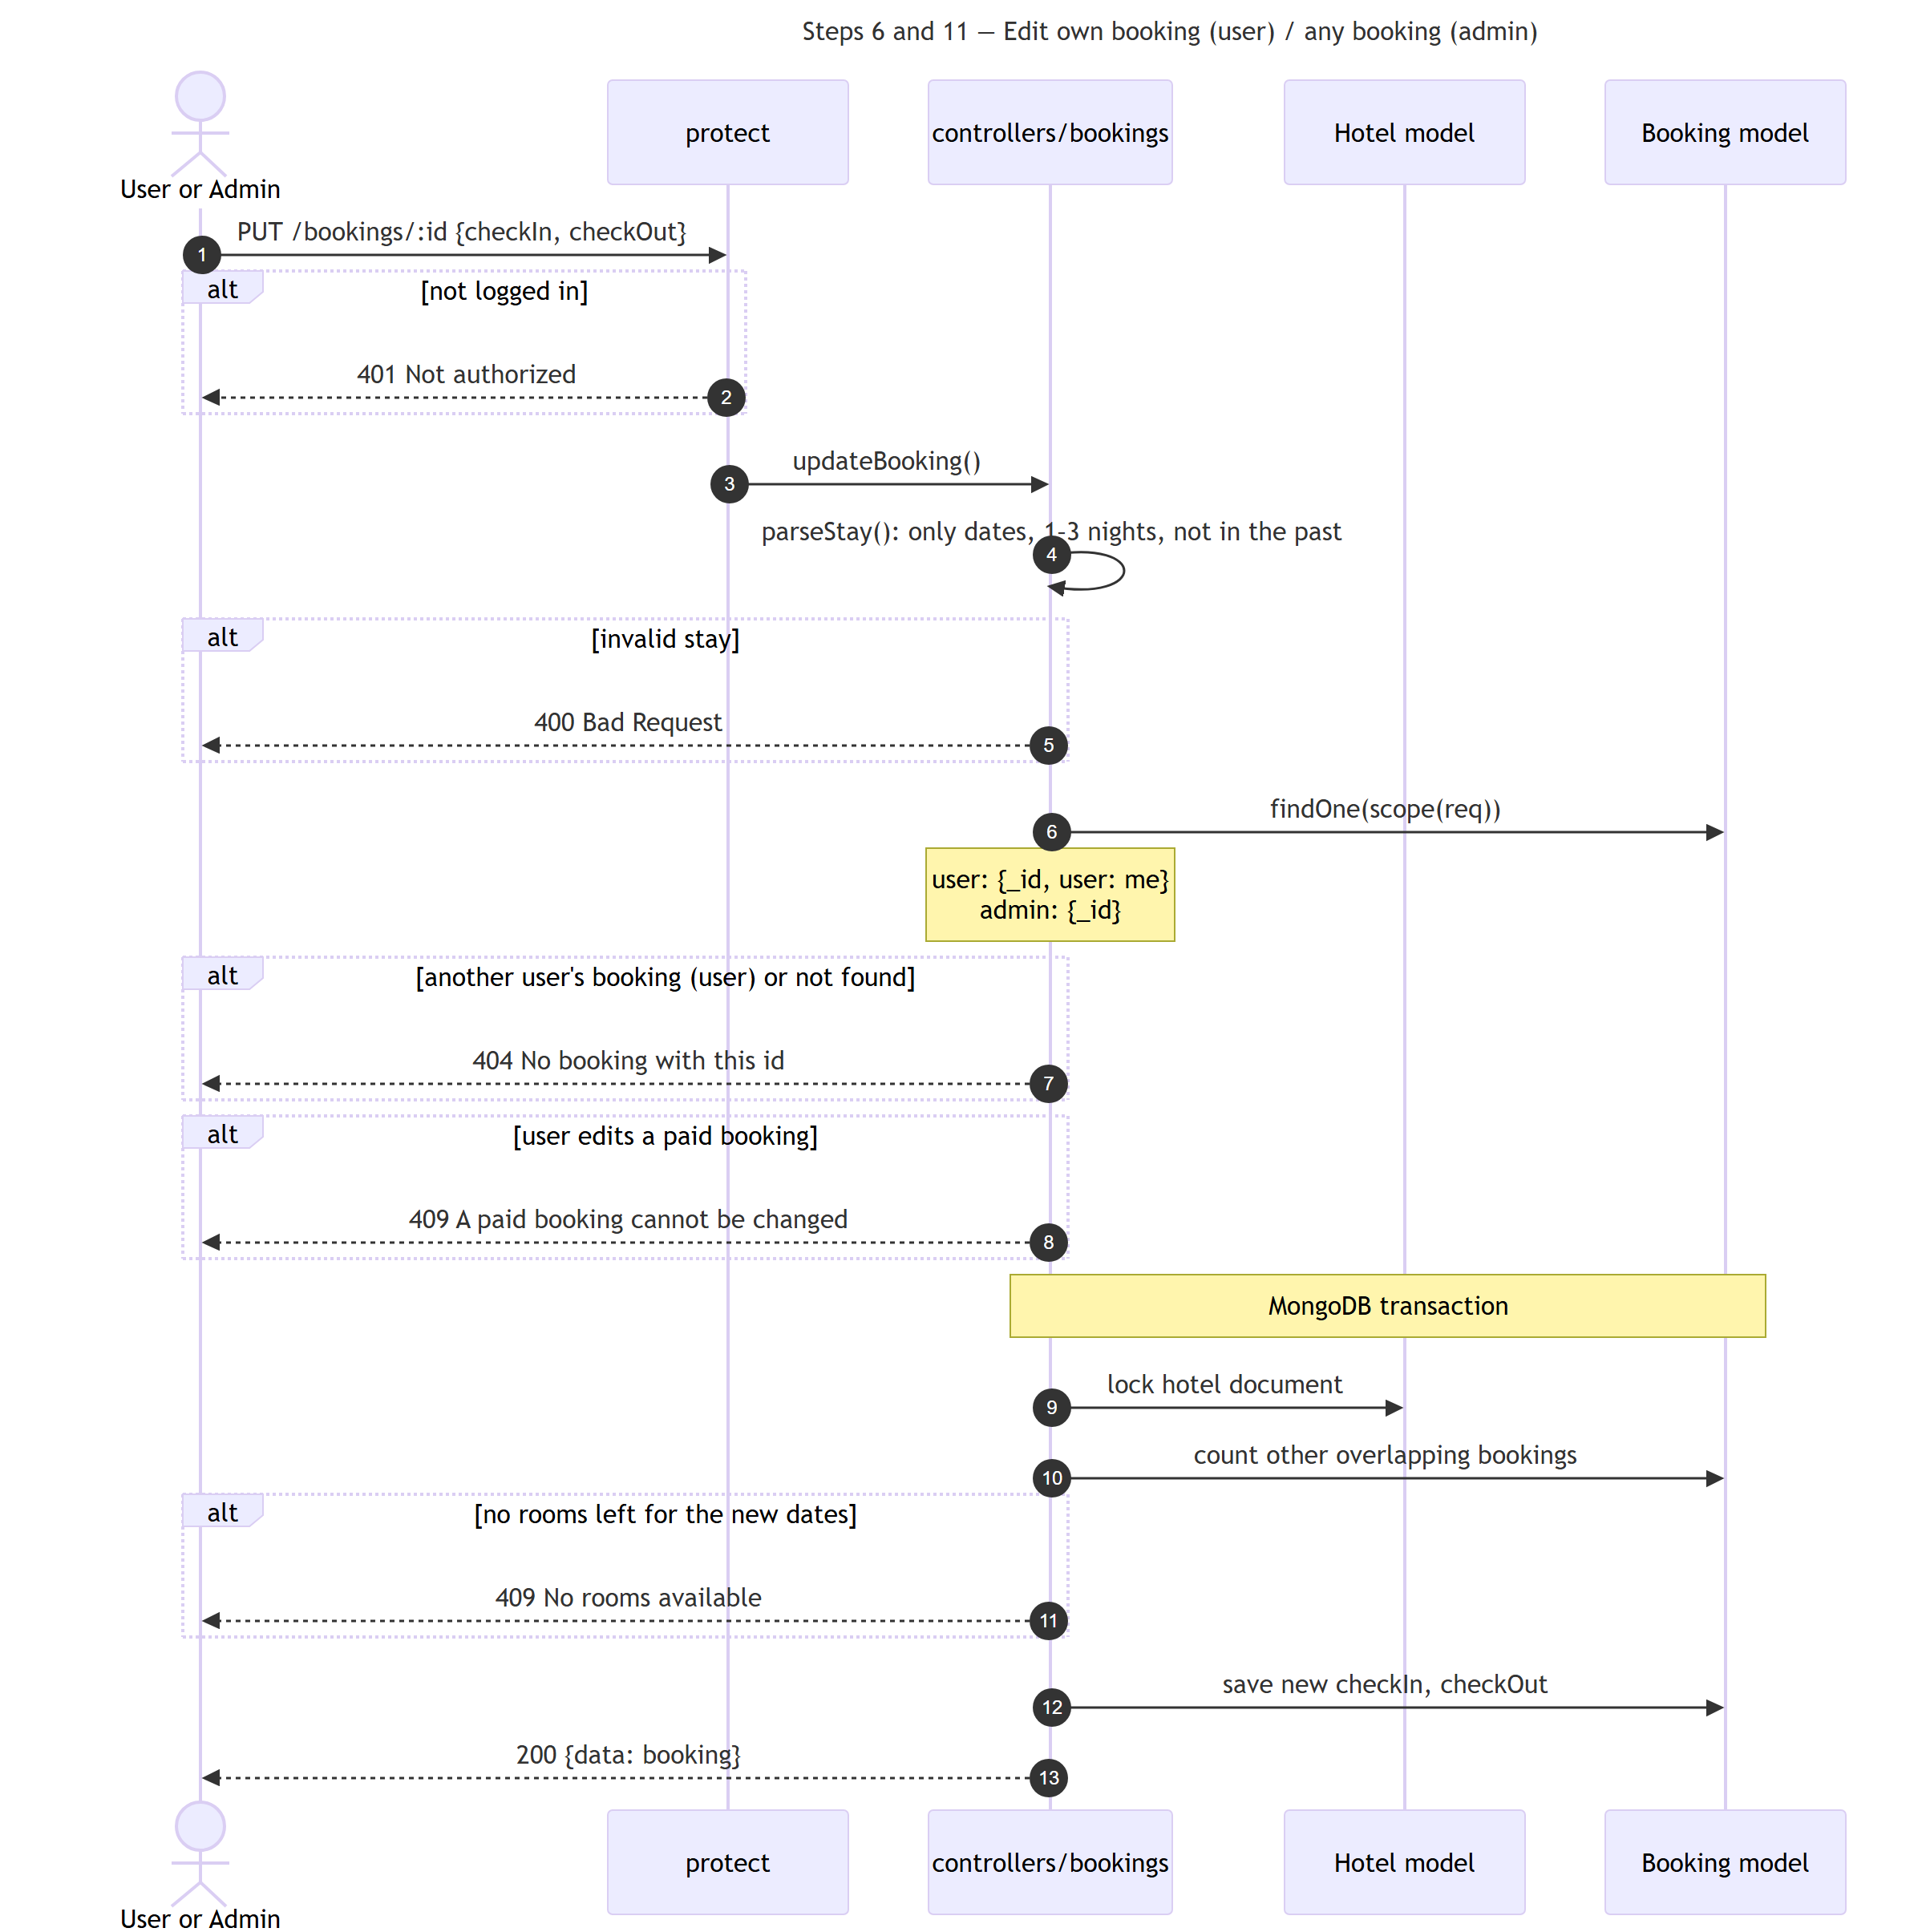 Steps 6 and 11 — Edit own booking (user) / any booking (admin)
User or Admin
protect
controllers/bookings
Hotel model
Booking model
PUT /bookings/:id {checkIn, checkOut}
1
alt
[not logged in]
401 Not authorized
2
updateBooking()
3
parseStay(): only dates, 1–3 nights, not in the past
4
alt
[invalid stay]
400 Bad Request
5
findOne(scope(req))
6
user: {_id, user: me}
admin: {_id}
alt
[another user's booking (user) or not found]
404 No booking with this id
7
alt
[user edits a paid booking]
409 A paid booking cannot be changed
8
MongoDB transaction
lock hotel document
9
count other overlapping bookings
10
alt
[no rooms left for the new dates]
409 No rooms available
11
save new checkIn, checkOut
12
200 {data: booking}
13
User or Admin
protect
controllers/bookings
Hotel model
Booking model